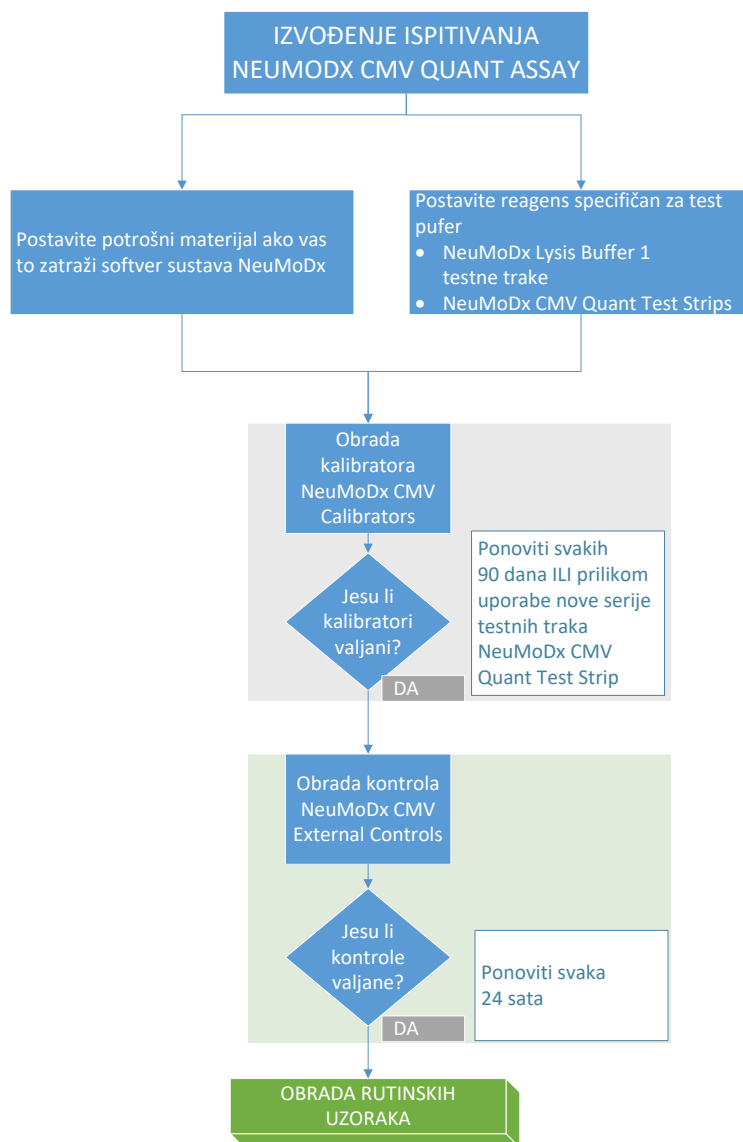 IZVOĐENJE ISPITIVANJA
NEUMODX CMV QUANT ASSAY
Postavite potrošni materijal ako vas
to zatraži softver sustava NeuMoDx
Postavite reagens specifičan za test
pufer
• NeuMoDx Lysis Buffer 1
testne trake
• NeuMoDx CMV Quant Test Strips
Obrada
kalibratora
NeuMoDx CMV
Calibrators
Jesu li
kalibratori
valjani?
DA
Ponoviti svakih
90 dana ILI prilikom
uporabe nove serije
testnih traka
NeuMoDx CMV
Quant Test Strip
Obrada kontrola
NeuMoDx CMV
External Controls
Jesu li
kontrole
valjane?
DA
Ponoviti svaka
24 sata
OBRADA RUTINSKIH
UZORAKA